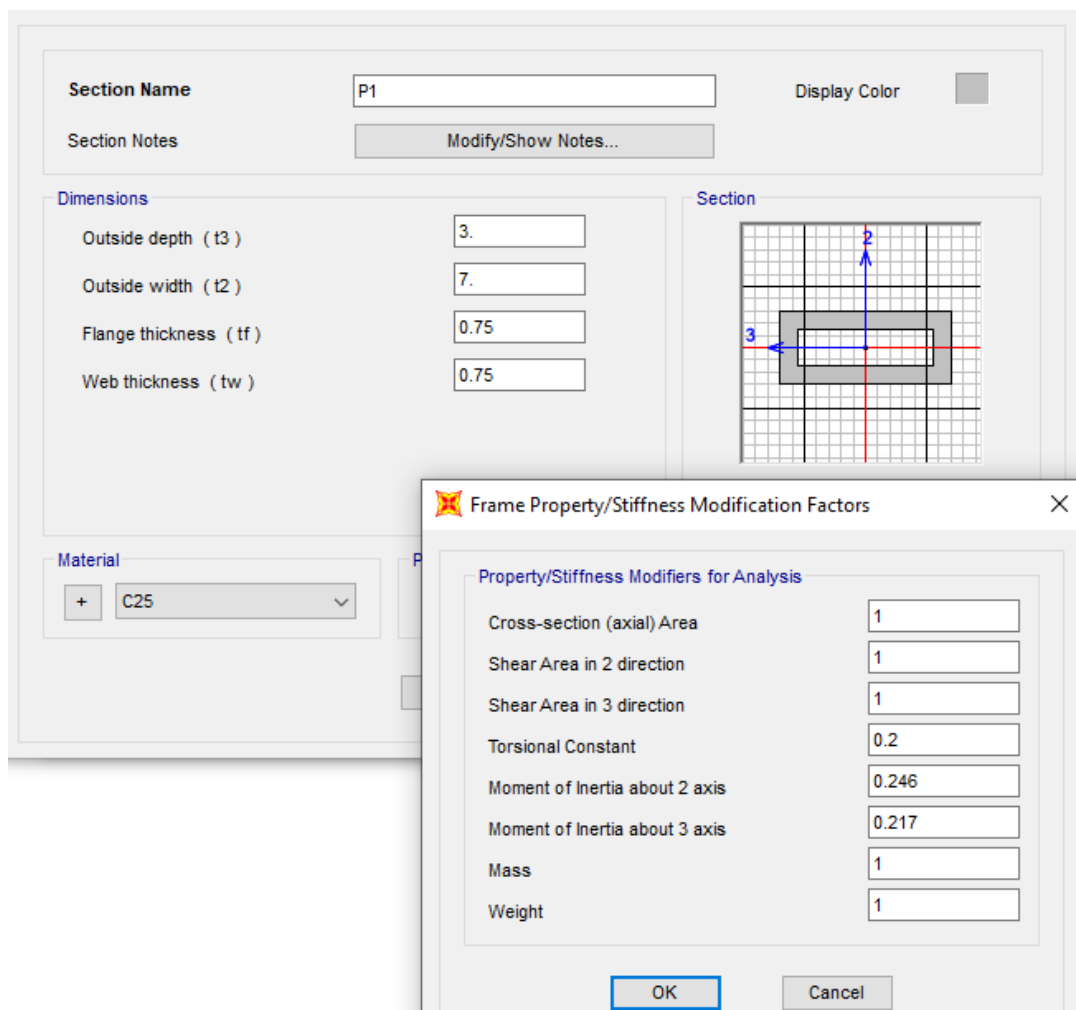 Section Name P1 Display Color
Section Notes Modify/Show Notes...
Dimensions
Outside depth ( t3 ) 3.
Outside width ( t2 ) 7.
Flange thickness ( tf ) 0.75
Web thickness ( tw ) 0.75
Section
2
3
Material
+ C25
P
Frame Property/Stiffness Modification Factors
Property/Stiffness Modifiers for Analysis
Cross-section (axial) Area 1
Shear Area in 2 direction 1
Shear Area in 3 direction 1
Torsional Constant 0.2
Moment of Inertia about 2 axis 0.246
Moment of Inertia about 3 axis 0.217
Mass 1
Weight 1
OK Cancel